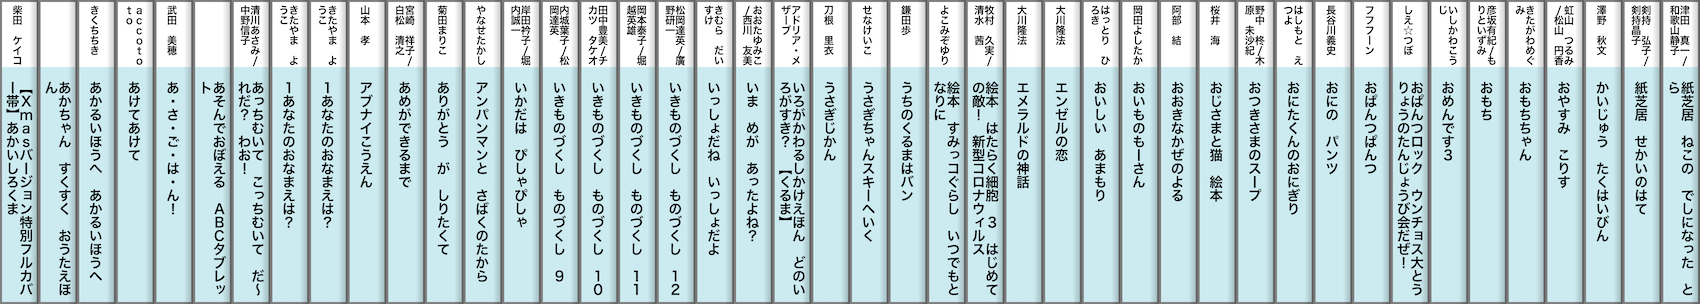 柴田　ケイコ
【Ｘｍａｓバージョン特別フルカバ
ー帯】あかいしろくま
あかちゃん　すくすく　おうたえほ
ん
きくちちき
あかるいほうへ　あかるいほうへ
ａｃｃｏｔｏ
ｔｏ
あけてあけて
武田　美穂
あ・さ・ご・は・ん！
あそんでおぼえる　ＡＢＣタブレッ
ト
清川あさみ/
中野信子
あっちむいて　こっちむいて　だ～
れだ？　わお！
きたやま　よ
うこ
１あなたのおなまえは？
きたやま　よ
うこ
１あなたのおなまえは？
山本　孝
アブナイこうえん
宮崎　祥子/
白松　清之
あめができるまで
菊田まりこ
ありがとう　が　しりたくて
やなせたかし
アンパンマンと　さばくのたから
岸田衿子/山
内誠一
いかだは　ぴしゃぴしゃ
内城葉子/松
岡達英
いきものづくし　ものづくし　９
田中豊美/チ
カツ　タケオ
いきものづくし　ものづくし　１０
岡本泰子/堀
越英雄
いきものづくし　ものづくし　１１
松岡達英/廣
野研一
いきものづくし　ものづくし　１２
きむら　だい
すけ
いっしょだね　いっしょだよ
おおたゆみこ
/西川　友美
いま　めが　あったよね？
アドリア・メ
ザーブ
いろがかわるしかけえほん　どのい
ろがすき？　【くるま】
刀根　里衣
うさぎじかん
せなけいこ
うさぎちゃんスキーへいく
鎌田歩
うちのくるまはバン
よこみぞゆり
絵本　すみっコぐらし　いつでもと
なりに
牧村　久実/
清水　茜
絵本　はたらく細胞　３　はじめて
の敵！　新型コロナウィルス
大川隆法
エメラルドの神話
大川隆法
エンゼルの恋
はっとり　ひ
ろき
おいしい　あまもり
岡田よしたか
おいものもーさん
阿部　結
おおきなかぜのよる
桜井　海
おじさまと猫　絵本
野中　柊/木
原　未沙紀
おつきさまのスープ
はしもと　え
つよ
おにたくんのおにぎり
長谷川義史
おにの　パンツ
フフフーン
おぱんつぱんつ
しえ☆つぼ
おぱんつロック　ウンチョス大とう
りょうのたんじょうび会だぜ！
いしかわこう
じ
おめんです３
彦坂有紀/も
りといずみ
おもち
きたがわめぐ
み
おもちちゃん
虹山　つるみ
/松山　円香
おやすみ　こりす
澤野　秋文
かいじゅう　たくはいびん
剣持　弘子/
剣持晶子
紙芝居　せかいのはて
津田　真一/
和歌山静子
紙芝居　ねこの　でしになった　と
ら